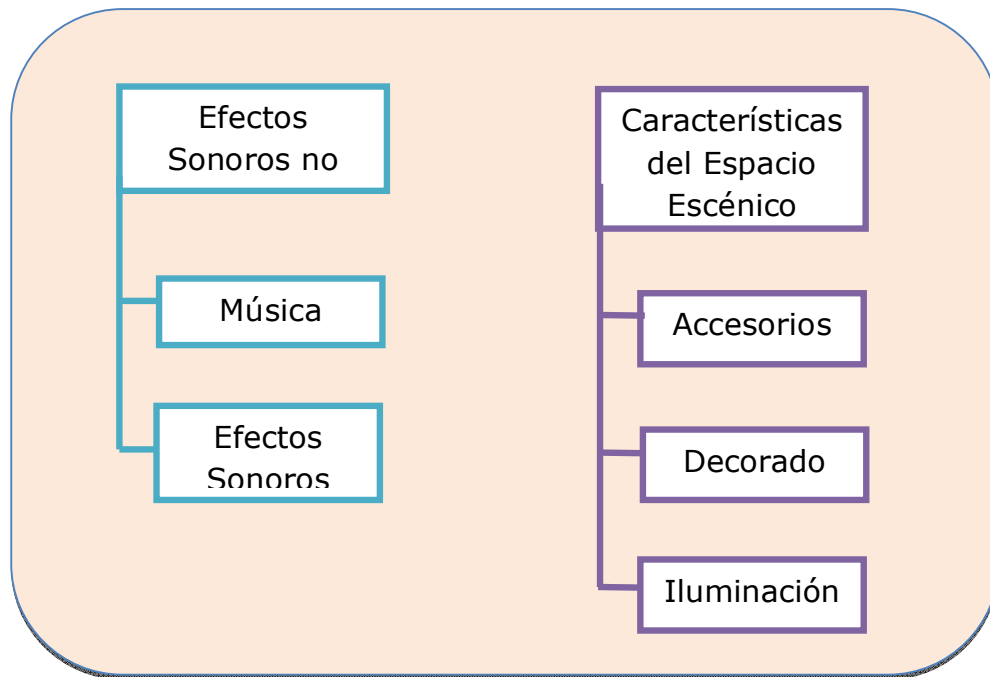 Efectos
Sonoros no
Música
Efectos
Sonoros
Características
del Espacio
Escénico
Accesorios
Decorado
Iluminación